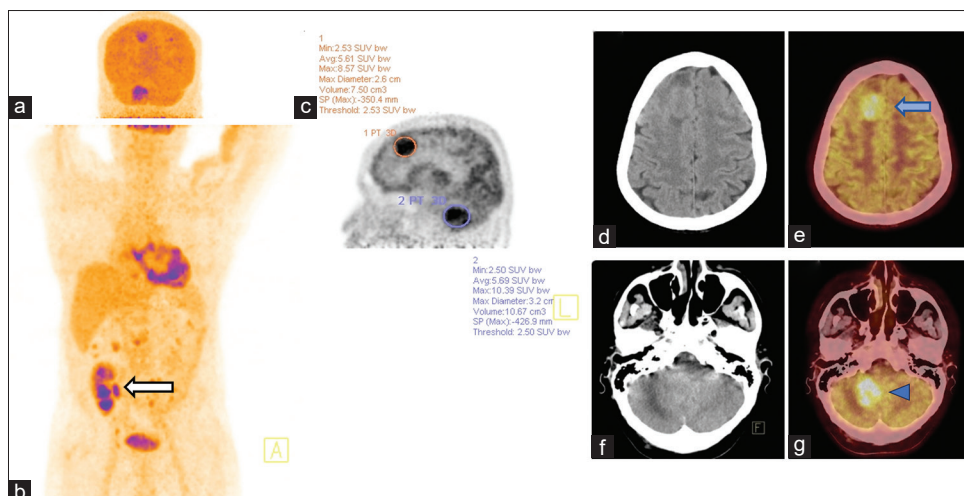 a
b
c
1
Min:2.53 SUV bw
Avg:5.61 SUV bw
Max:8.57 SUV bw
Max Diameter:2.6 cm
Volume:7.50 cm3
SP (Max):-350.4 mm
Threshold: 2.53 SUV bw
1 PT 3D
2 PT 3D
2
Min:2.50 SUV bw
Avg:5.69 SUV bw
Max:10.39 SUV bw
Max Diameter:3.2 cm
Volume:10.67 cm3
SP (Max):-426.9 mm
Threshold: 2.50 SUV bw
L
A
d
e
f
F
g